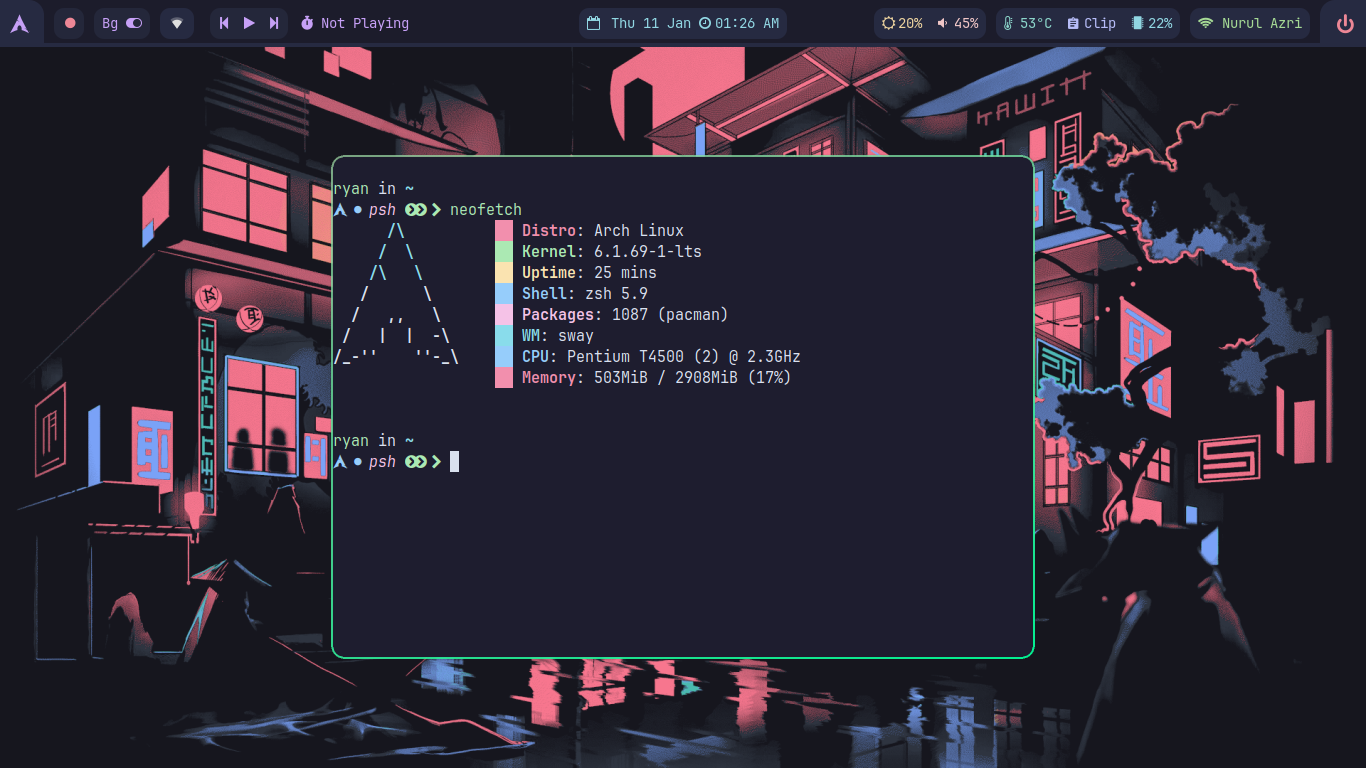 Bg
Not Playing
Thu 11 Jan 01:26 AM
20% 45%
53°C Clip 22%
Nurul Azri
KAWITT
ryan in ~
psh neofetch
Distro: Arch Linux
Kernel: 6.1.69-1-lts
Uptime: 25 mins
Shell: zsh 5.9
Packages: 1087 (pacman)
WM: sway
CPU: Pentium T4500 (2) @ 2.3GHz
Memory: 503MiB / 2908MiB (17%)
ryan in ~
psh